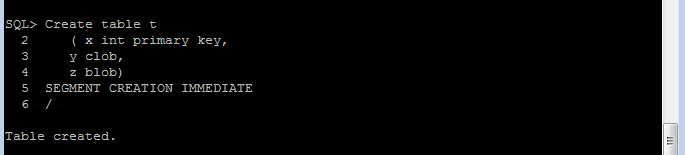 SQL> Create table t
  2    ( x int primary key,
  3    y clob,
  4    z blob)
  5  SEGMENT CREATION IMMEDIATE
  6  /
Table created.